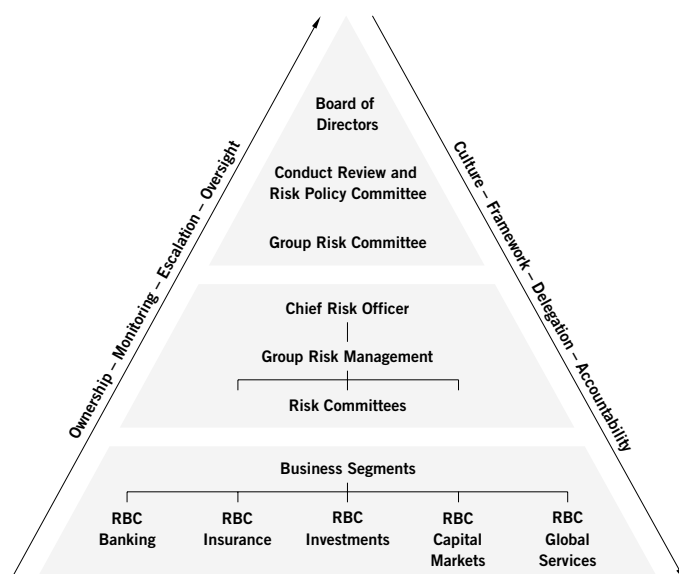 Board of
Directors
Conduct Review and
Risk Policy Committee
Group Risk Committee
Ownership – Monitoring – Escalation – Oversight
Culture – Framework – Delegation – Accountability
Chief Risk Officer
Group Risk Management
Risk Committees
Business Segments
RBC
Banking
RBC
Insurance
RBC
Investments
RBC
Capital
Markets
RBC
Global
Services